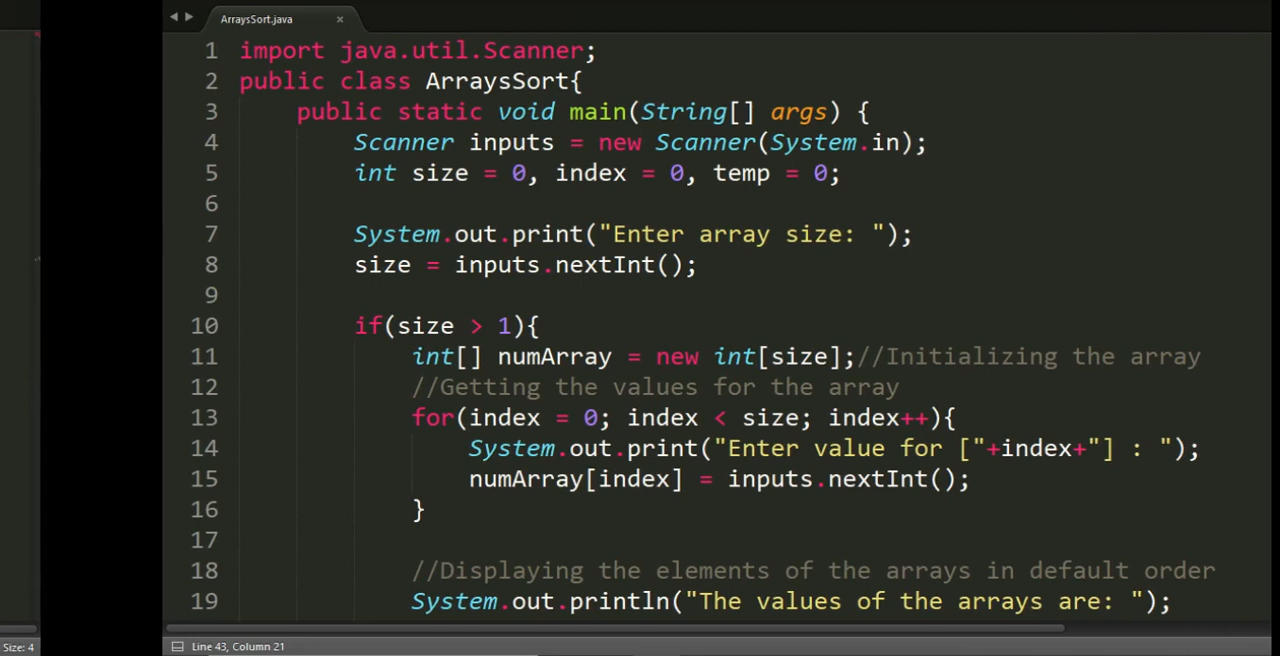 ArraysSort.java ×
1 import java.util.Scanner;
2 public class ArraysSort{
3 public static void main(String[] args) {
4 Scanner inputs = new Scanner(System.in);
5 int size = 0, index = 0, temp = 0;
6
7 System.out.print("Enter array size: ");
8 size = inputs.nextInt();
9
10 if(size > 1){
11 int[] numArray = new int[size];//Initializing the array
12 //Getting the values for the array
13 for(index = 0; index < size; index++){
14 System.out.print("Enter value for ["+index+"] : ");
15 numArray[index] = inputs.nextInt();
16 }
17
18 //Displaying the elements of the arrays in default order
19 System.out.println("The values of the arrays are: ");
Size: 4
Line 43, Column 21